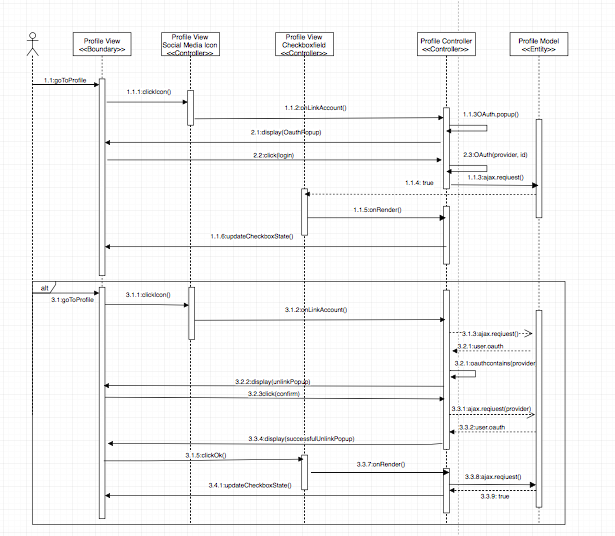 Profile View
<<Boundary>>
Profile View
Social Media Icon
<<Controller>>
Profile View
Checkboxfield
<<Controller>>
Profile Controller
<<Controller>>
Profile Model
<<Entity>>
1.1:goToProfile
1.1.1:clickIcon()
1.1.2:onLinkAccount()
1.1.3OAuth.popup()
2.1:display(OauthPopup)
2.2:click(login)
2.3:OAuth(provider, id)
1.1.3:ajax.reqiuest()
1.1.4: true
1.1.5:onRender()
1.1.6:updateCheckboxState()
alt
3.1:goToProfile
3.1.1:clickIcon()
3.1.2:onLinkAccount()
3.1.3:ajax.reqiuest()
3.2.1:user.oauth
3.2.1:oauthcontains(provider
3.2.2:display(unlinkPopup)
3.2.3click(confirm)
3.3.1:ajax.reqiuest(provider)
3.3.2:user.oauth
3.3.4:display(successfulUnlinkPopup)
3.1.5:clickOk()
3.3.7:onRender()
3.3.8:ajax.reqiuest()
3.4.1:updateCheckboxState()
3.3.9: true